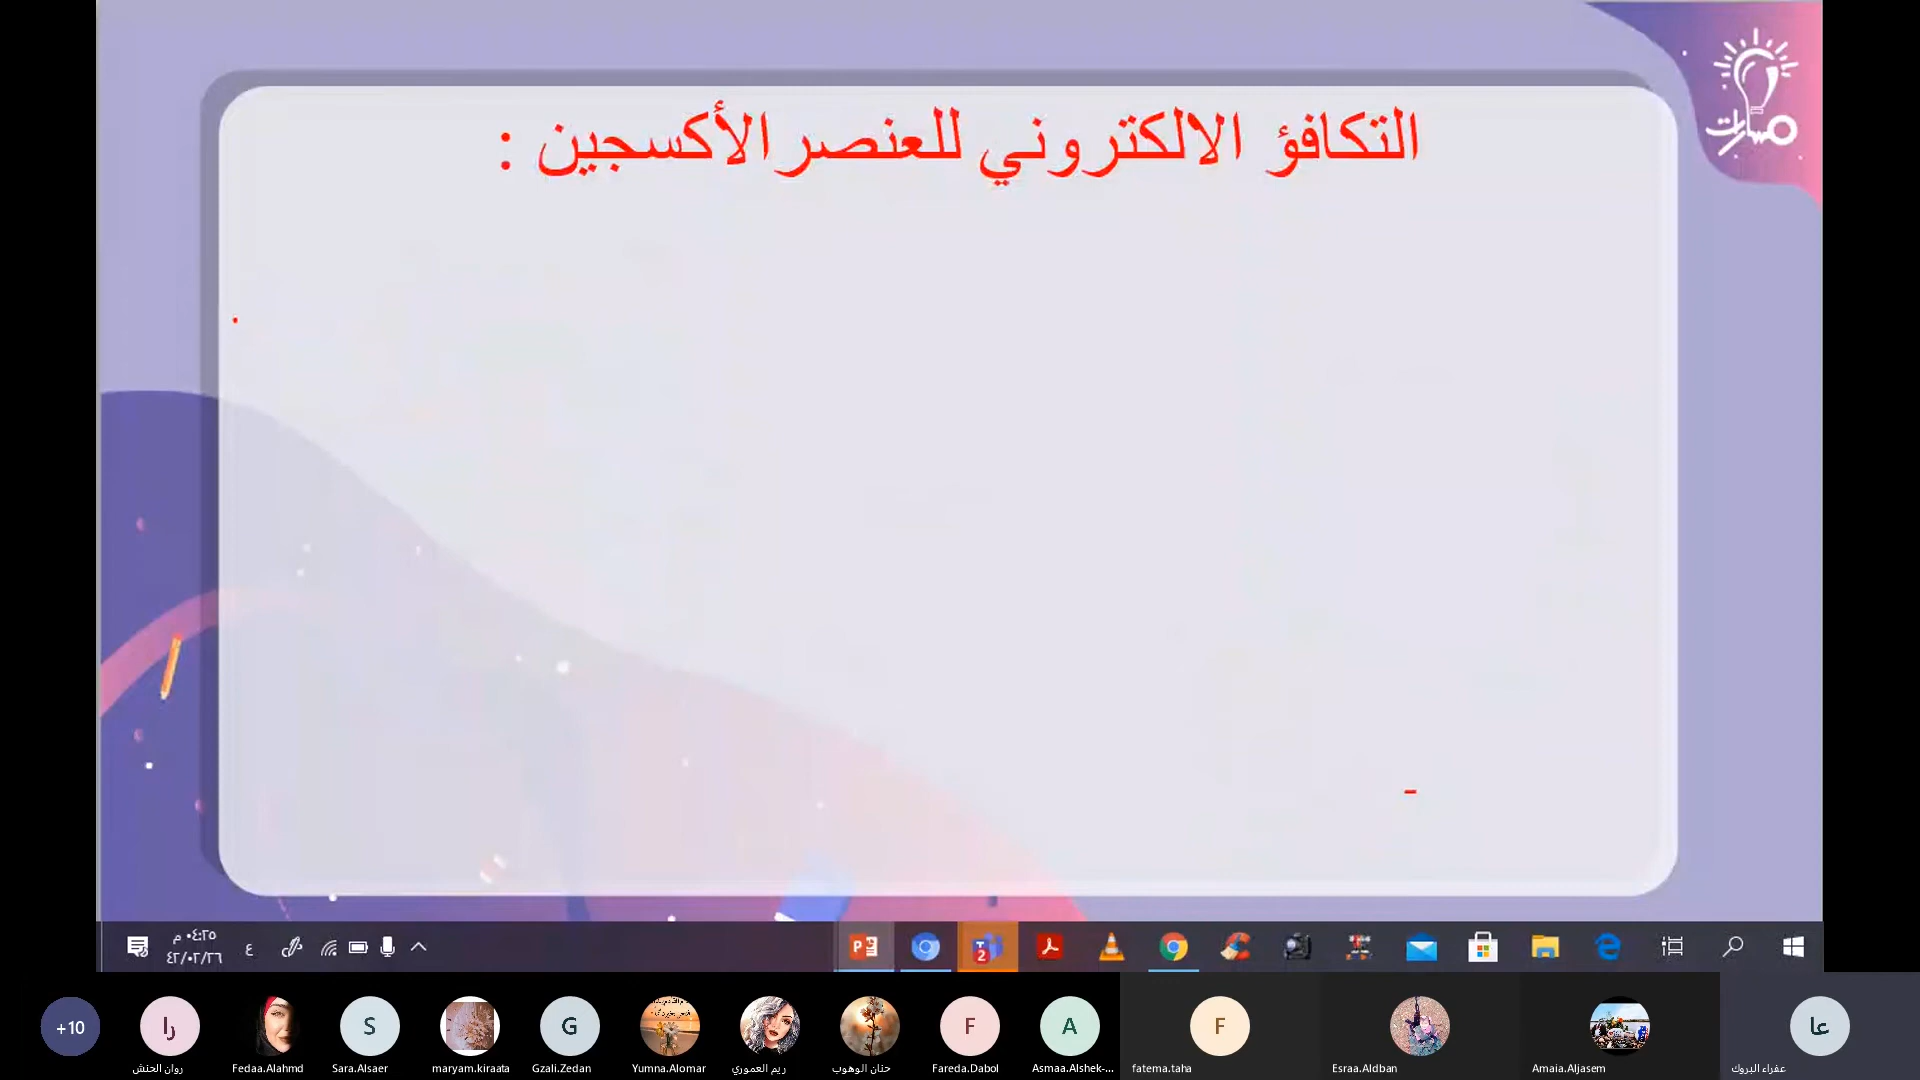 التكافؤ الالكتروني للعنصر الأكسجين :
مسارات
-
٠٤:٢٥ م
٤٢/٠٢/٢٦
ع
+10
را
S
G
F
A
F
عا
روان الحنش
Fedaa.Alahmd
Sara.Alsaer
maryam.kiraata
Gzali.Zedan
Yumna.Alomar
ريم العموري
حنان الوهوب
Fareda.Dabol
Asmaa.Alshek-...
fatema.taha
Esraa.Aldban
Amaia.Aljasem
عفراء البروك